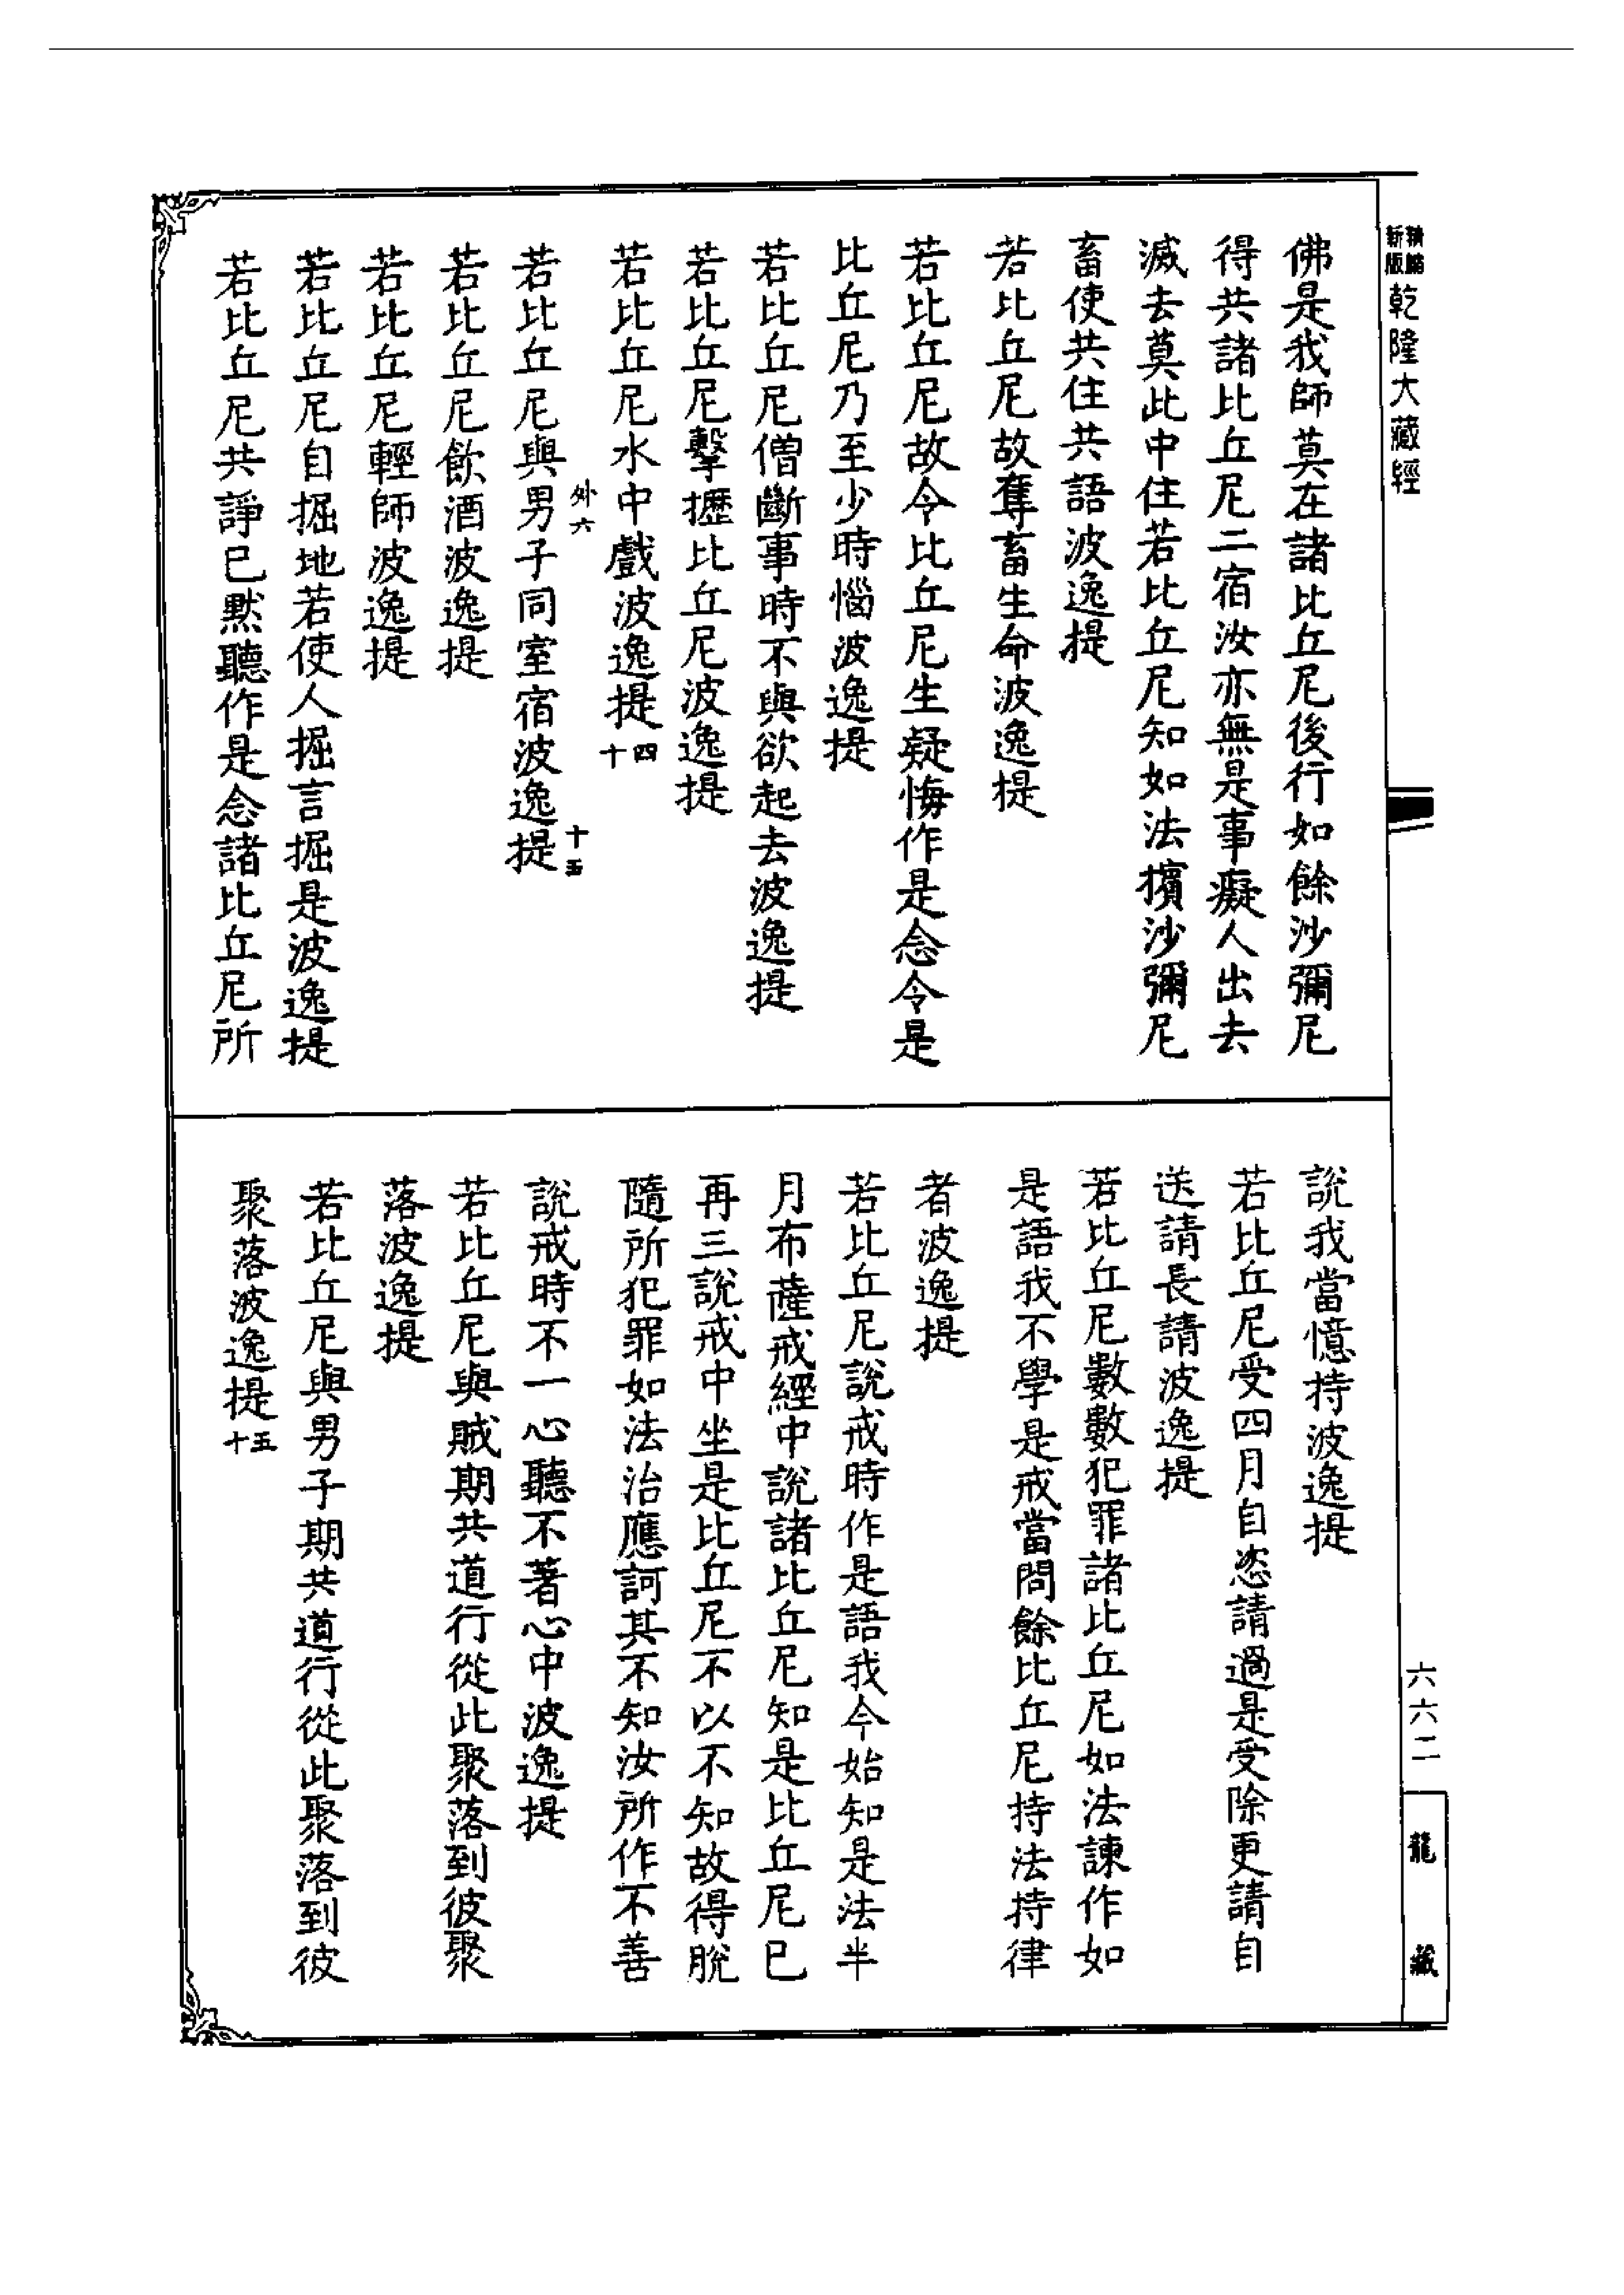 新版
精編
乾隆大藏經
佛是我師莫在諸比丘尼後行如餘沙彌尼
得共諸比丘尼二宿汝亦無是事癡人出去
滅去莫此中住若比丘尼知如法擯沙彌尼
畜使共住共語波逸提
若比丘尼故奪畜生命波逸提
若比丘尼故令比丘尼生疑悔作是念令是
比丘尼乃至少時惱波逸提
若比丘尼僧斷事時不與欲起去波逸提
若比丘尼擊攊比丘尼波逸提
若比丘尼水中戲波逸提四十
外六
若比丘尼與男子同室宿波逸提
十五
若比丘尼飲酒波逸提
若比丘尼輕師波逸提
若比丘尼自掘地若使人掘言掘是波逸提
若比丘尼共諍已默聽作是念諸比丘尼所
說我當憶持波逸提
若比丘尼受四月自恣請過是受除更請自
送請長請波逸提
若比丘尼數數犯罪諸比丘尼如法諫作如
是語我不學是戒當問餘比丘尼持法持律
者波逸提
若比丘尼說戒時作是語我今始知是法半
月布薩戒經中說諸比丘尼知是比丘尼已
再三說戒中坐是比丘尼不以不知故得脫
隨所犯罪如法治應訶其不知汝所作不善
說戒時不一心聽不著心中波逸提
若比丘尼與賊期共道行從此聚落到彼聚
落波逸提
若比丘尼與男子期共道行從此聚落到彼
聚落波逸提五十
六六二
龍藏